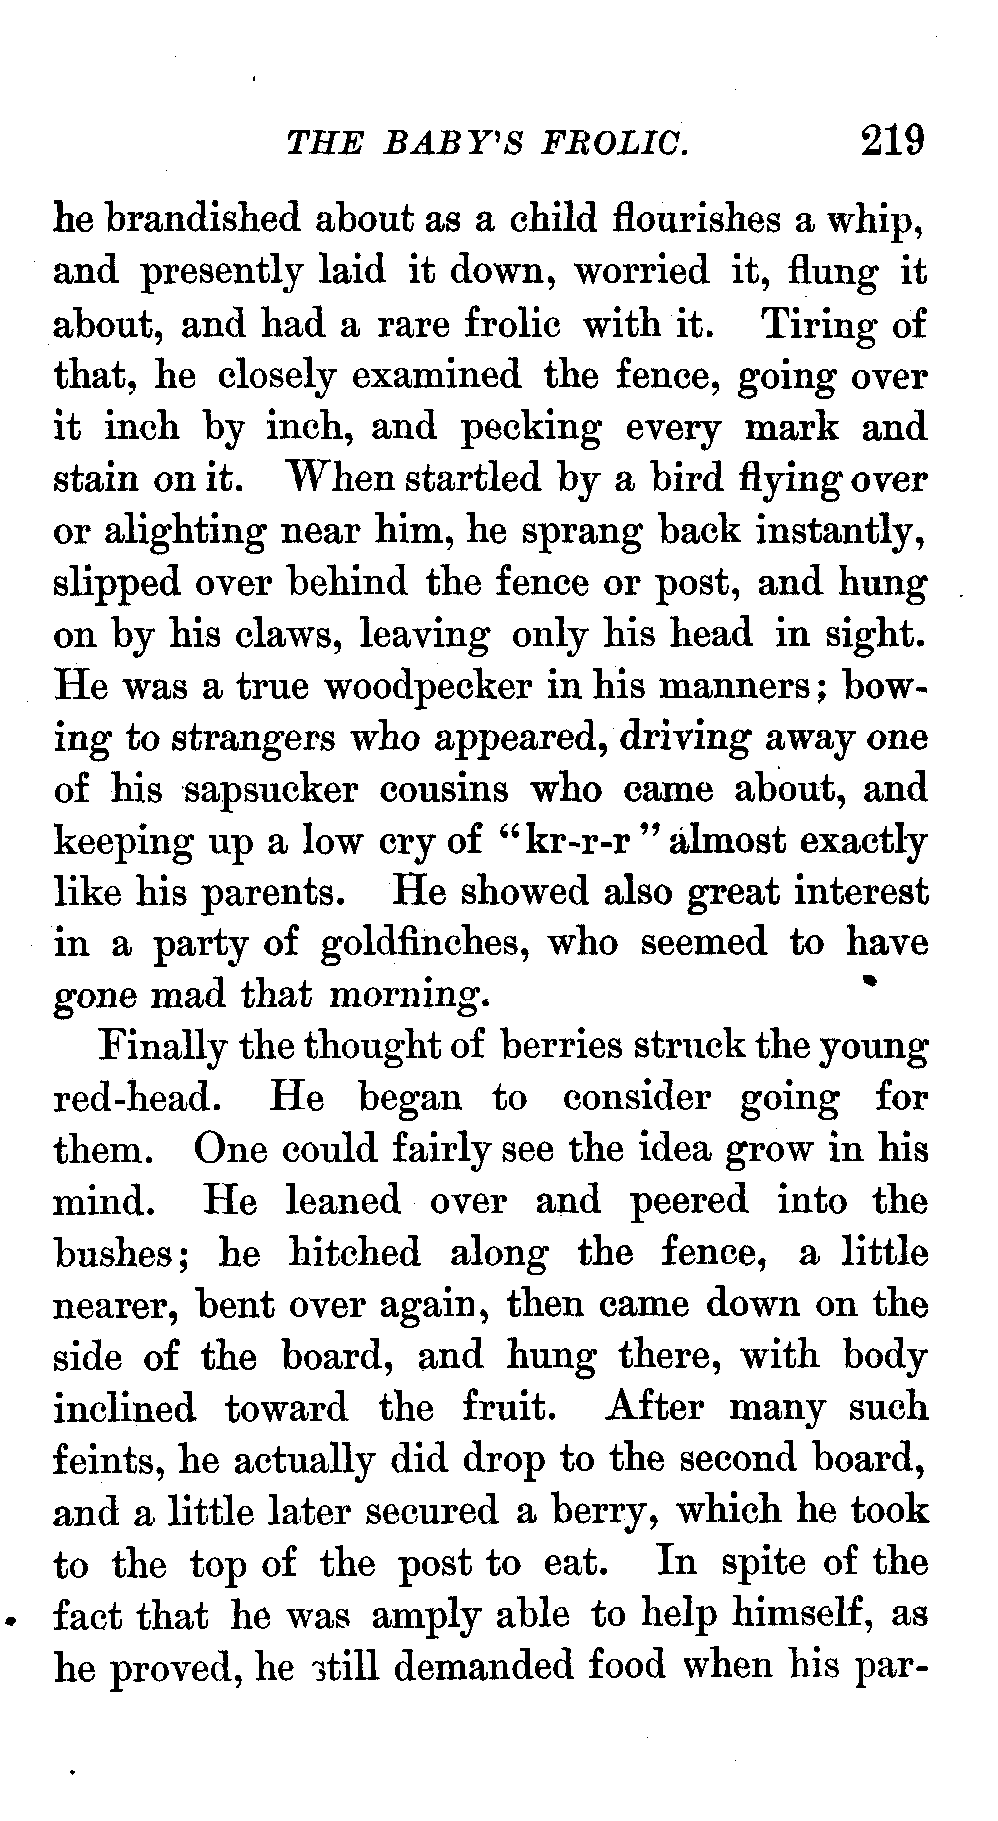 THE BABY'S FROLIC. 219
he brandished about as a child flourishes a whip,
and presently laid it down, worried it, flung it
about, and had a rare frolic with it. Tiring of
that, he closely examined the fence, going over
it inch by inch, and pecking every mark and
stain on it. When startled by a bird flying over
or alighting near him, he sprang back instantly,
slipped over behind the fence or post, and hung
on by his claws, leaving only his head in sight.
He was a true woodpecker in his manners; bow-
ing to strangers who appeared, driving away one
of his sapsucker cousins who came about, and
keeping up a low cry of "kr-r-r" almost exactly
like his parents. He showed also great interest
in a party of goldfinches, who seemed to have
gone mad that morning.
Finally the thought of berries struck the young
red-head. He began to consider going for
them. One could fairly see the idea grow in his
mind. He leaned over and peered into the
bushes; he hitched along the fence, a little
nearer, bent over again, then came down on the
side of the board, and hung there, with body
inclined toward the fruit. After many such
feints, he actually did drop to the second board,
and a little later secured a berry, which he took
to the top of the post to eat. In spite of the
fact that he was amply able to help himself, as
he proved, he still demanded food when his par-